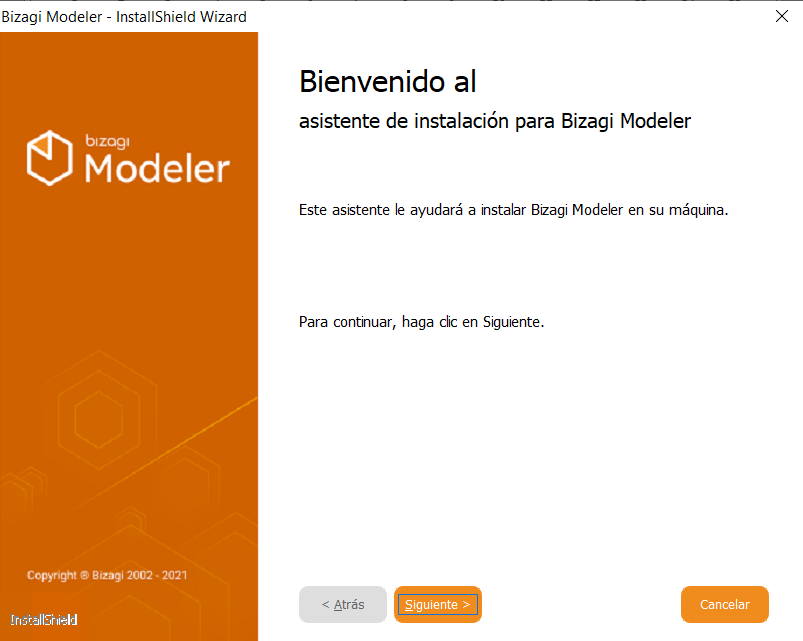 Bizagi Modeler - InstallShield Wizard
bizagi
Modeler
Bienvenido al
asistente de instalación para Bizagi Modeler
Este asistente le ayudará a instalar Bizagi Modeler en su máquina.
Para continuar, haga clic en Siguiente.
Copyright © Bizagi 2002 - 2021
InstallShield
< Atrás
Siguiente >
Cancelar